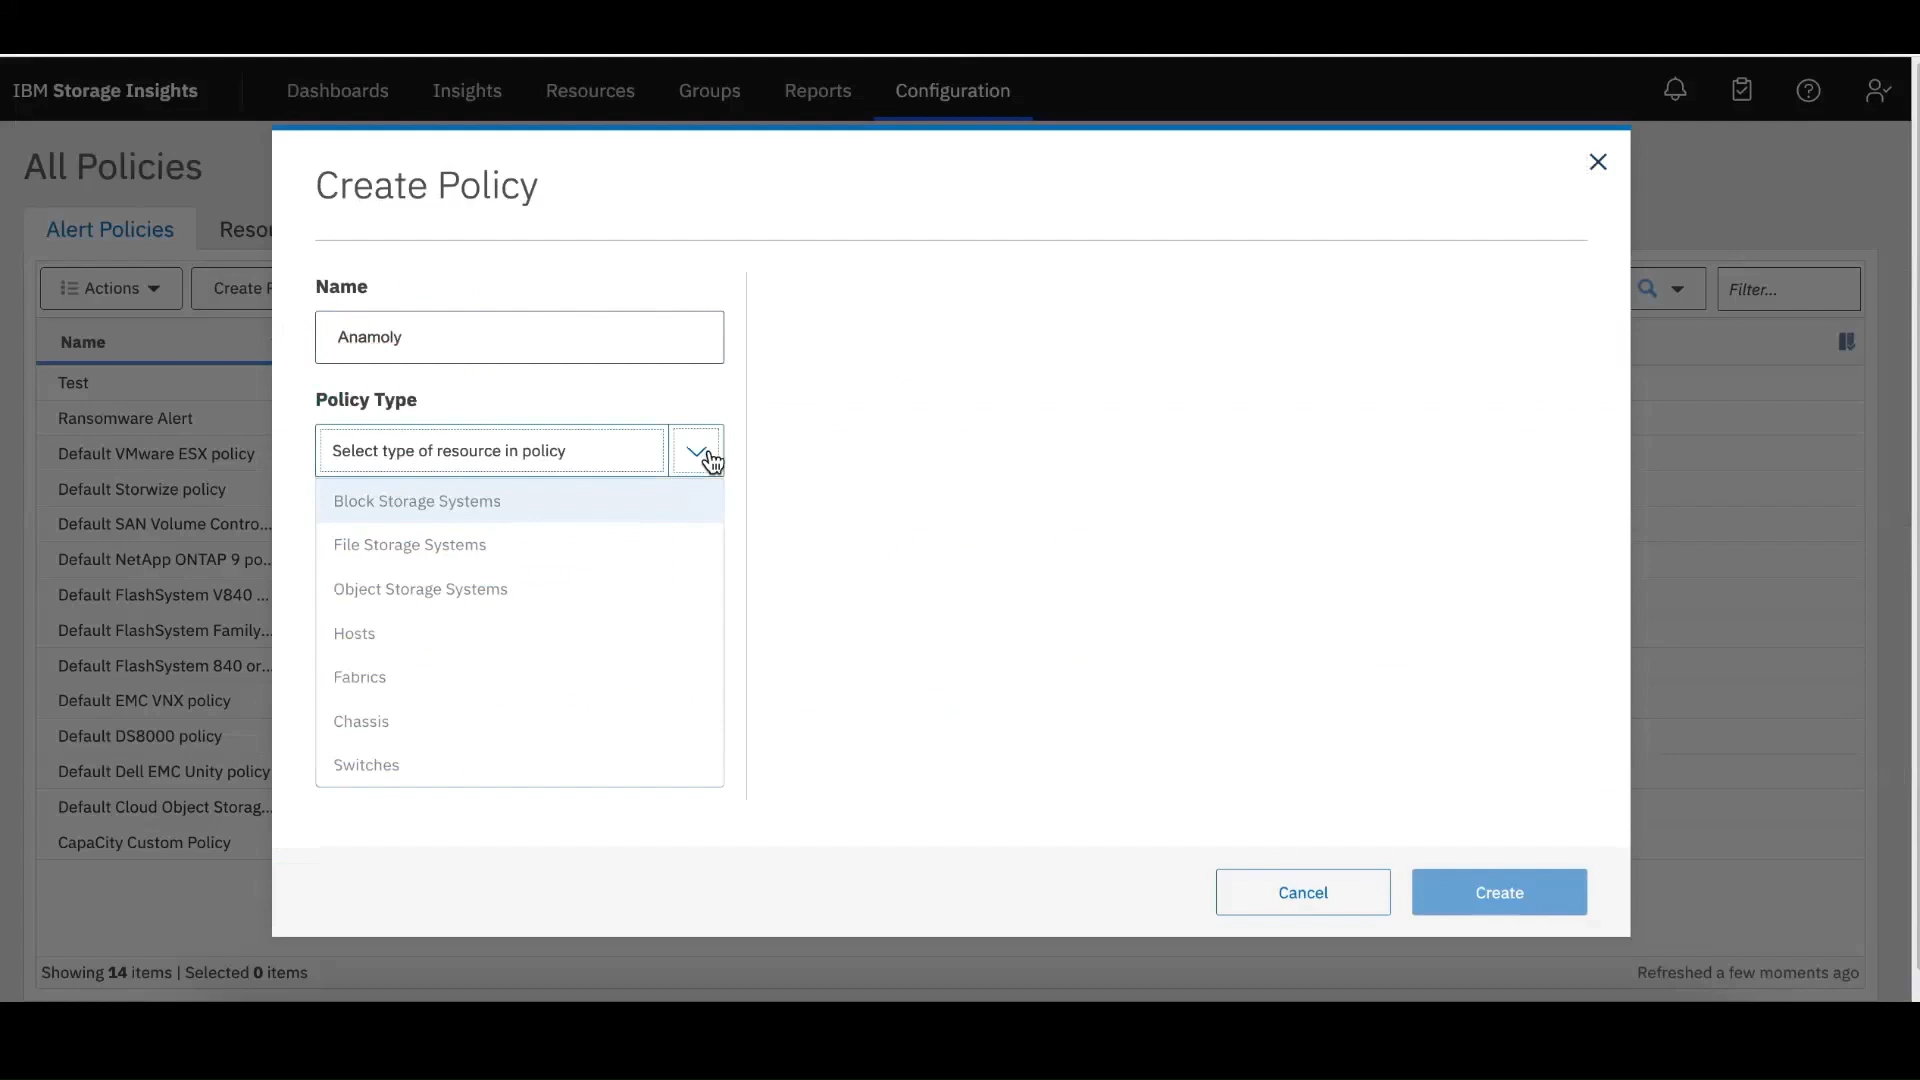 IBM Storage Insights
Dashboards
Insights
Resources
Groups
Reports
Configuration
All Policies
Alert Policies
Resou
Actions
Create P
Filter...
Name
Test
Ransomware Alert
Default VMware ESX policy
Default Storwize policy
Default SAN Volume Contro...
Default NetApp ONTAP 9 po...
Default FlashSystem V840 ...
Default FlashSystem Family...
Default FlashSystem 840 or...
Default EMC VNX policy
Default DS8000 policy
Default Dell EMC Unity policy
Default Cloud Object Storag...
CapaCity Custom Policy
Showing 14 items | Selected 0 items
Refreshed a few moments ago
Create Policy
Name
Anamoly
Policy Type
Select type of resource in policy
Block Storage Systems
File Storage Systems
Object Storage Systems
Hosts
Fabrics
Chassis
Switches
Cancel
Create